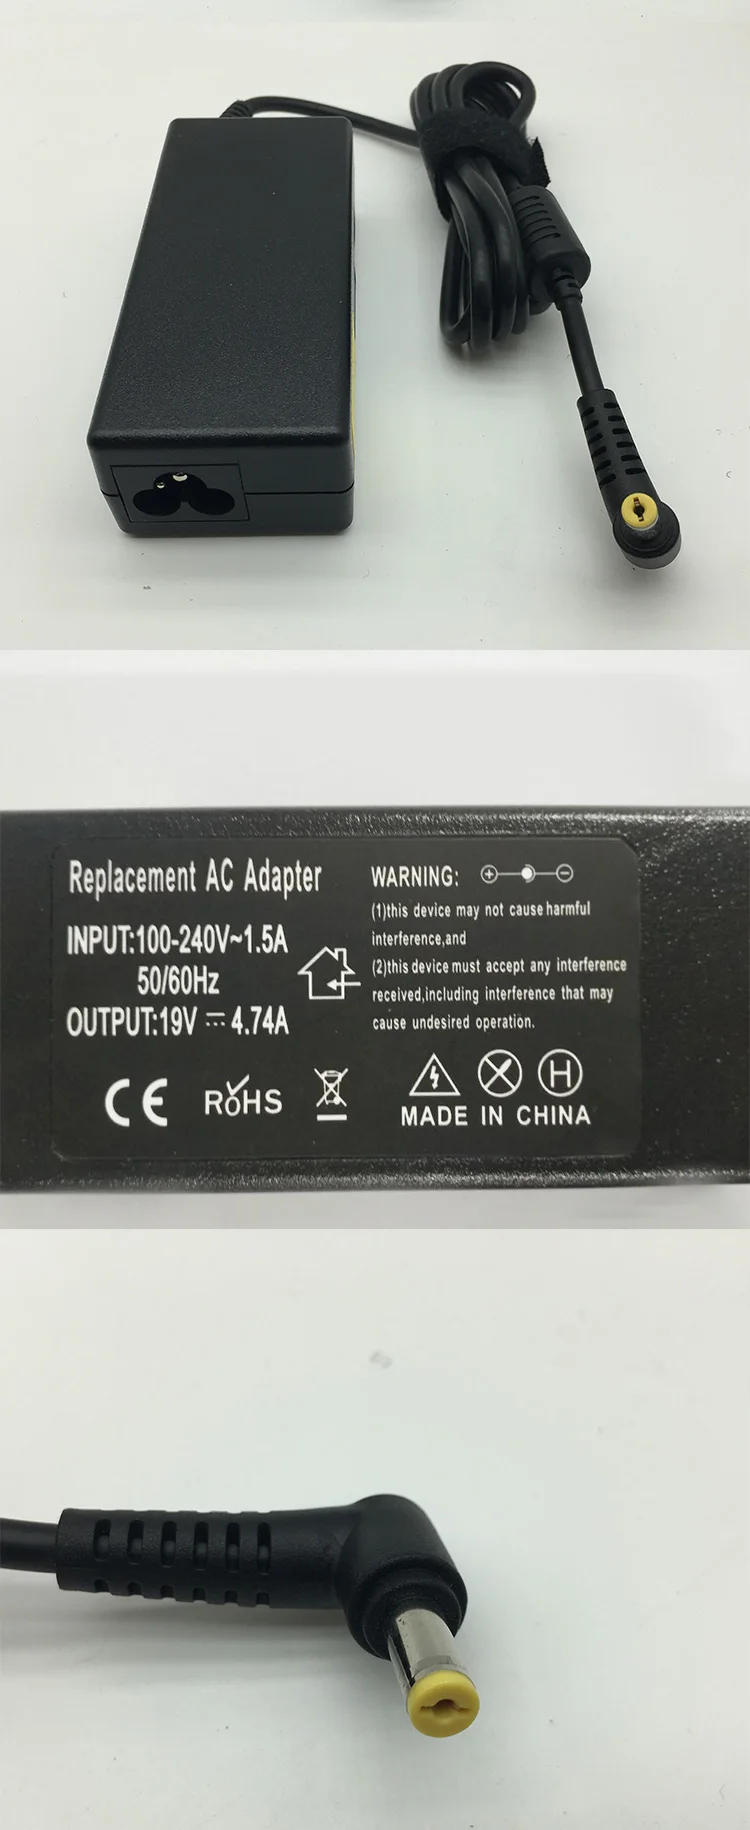 Replacement AC Adapter
INPUT:100-240V~1.5A
50/60Hz
OUTPUT:19V ⎓ 4.74A
CE RoHS
WARNING:
(1)this device may not cause harmful
interference,and
(2)this device must accept any interference
received,including interference that may
cause undesired operation.
H
MADE IN CHINA